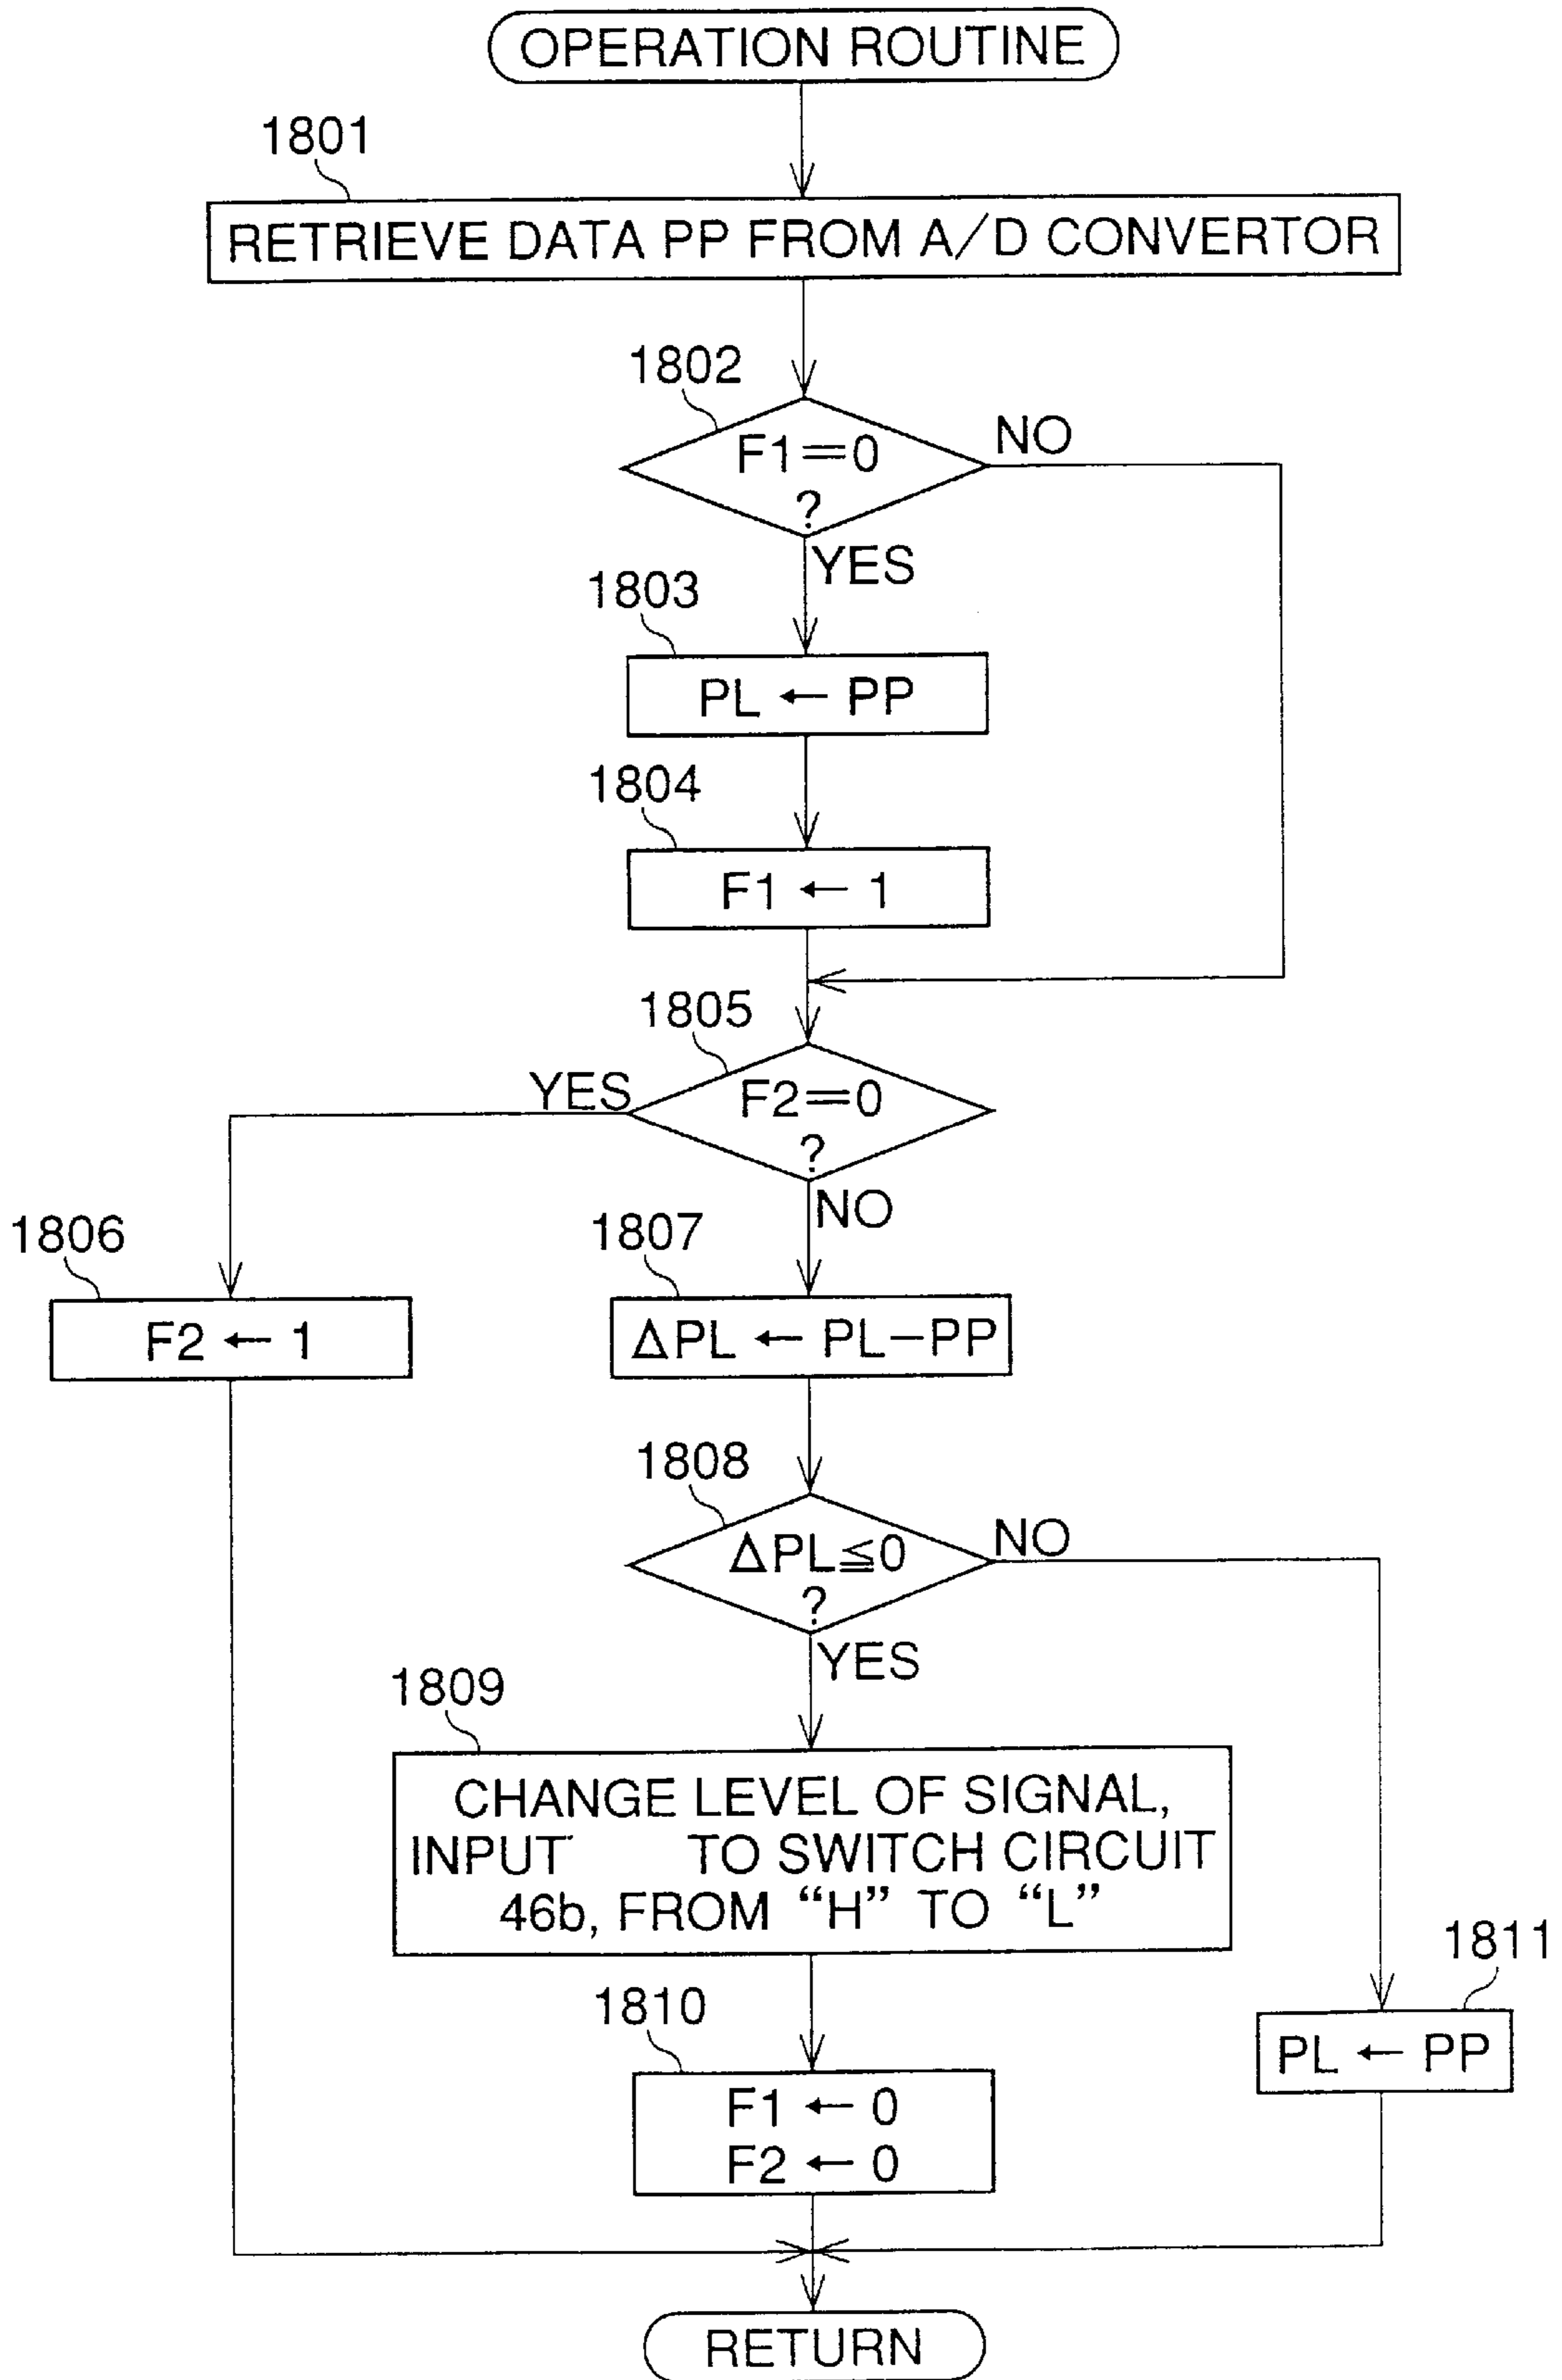 OPERATION ROUTINE
1801
RETRIEVE DATA PP FROM A/D CONVERTOR
1802
F1=0
?
NO
YES
1803
PL ← PP
1804
F1 ← 1
1805
F2=0
?
YES
NO
1806
F2 ← 1
1807
ΔPL ← PL−PP
1808
ΔPL≦0
?
NO
YES
1809
CHANGE LEVEL OF SIGNAL,
INPUT TO SWITCH CIRCUIT
46b, FROM “H” TO “L”
1810
F1 ← 0
F2 ← 0
1811
PL ← PP
RETURN